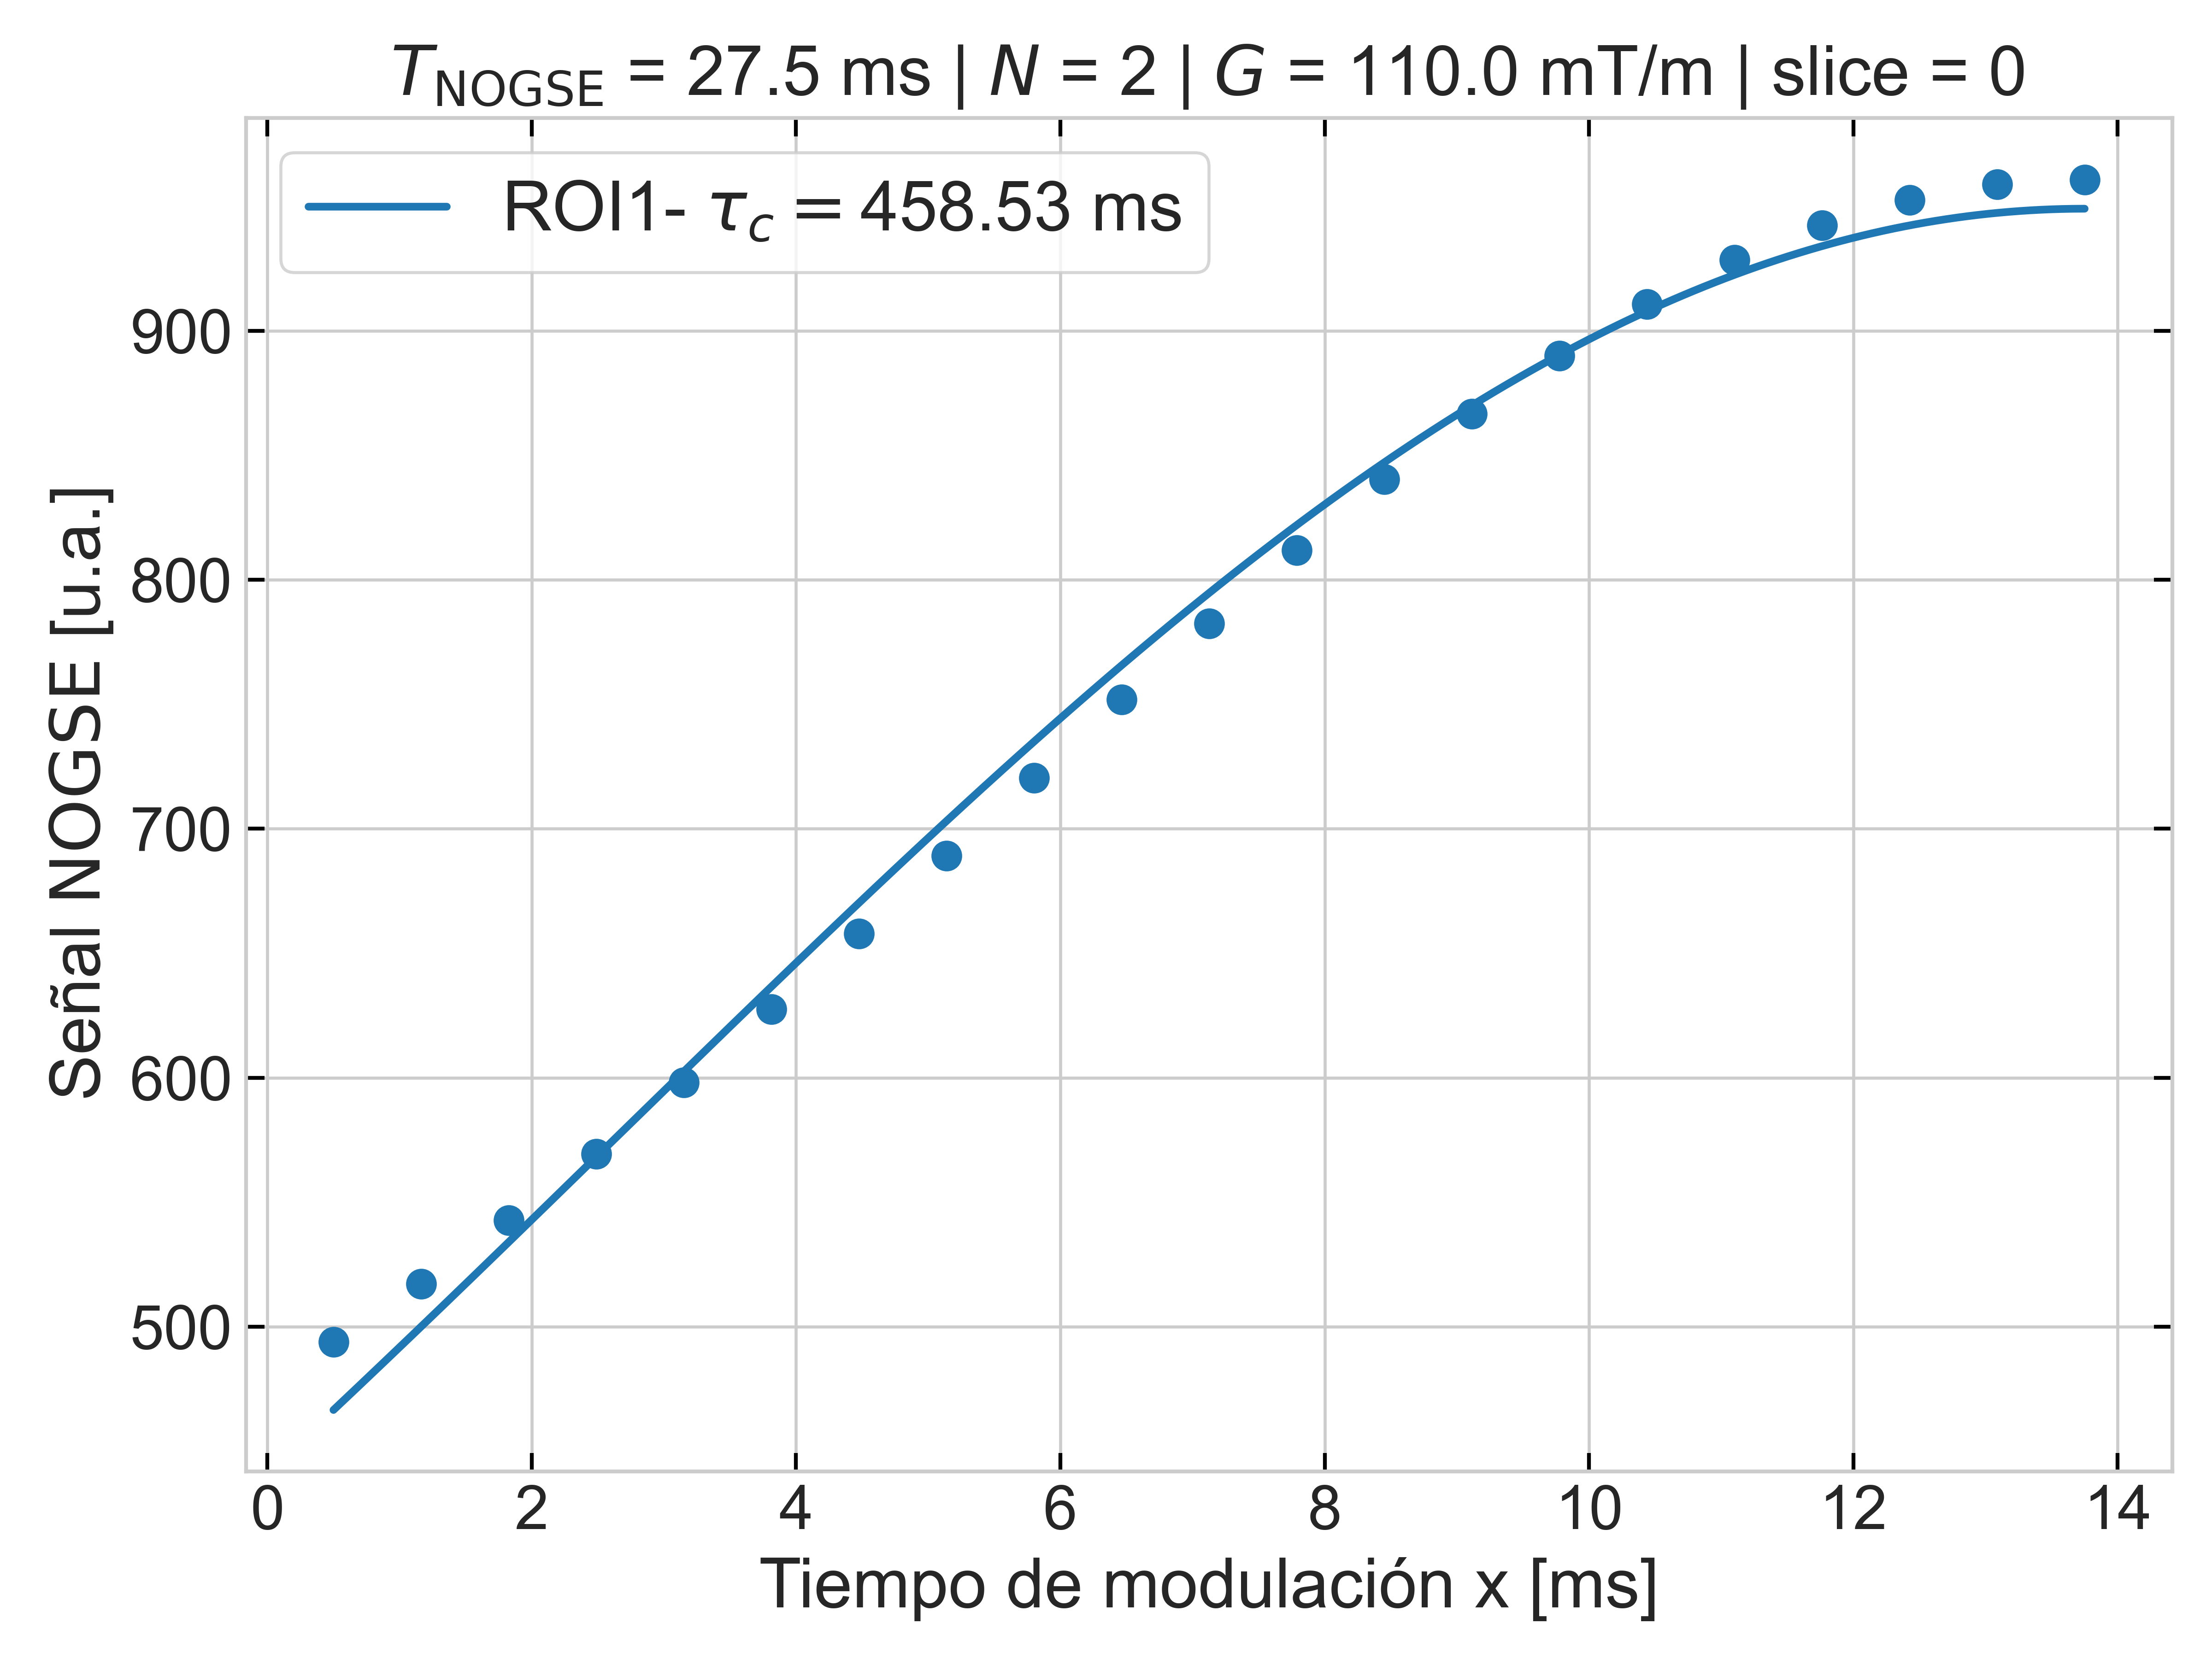 T_NOGSE = 27.5 ms | N = 2 | G = 110.0 mT/m | slice = 0
ROI1- τ_c = 458.53 ms
Señal NOGSE [u.a.]
900
800
700
600
500
0 2 4 6 8 10 12 14
Tiempo de modulación x [ms]